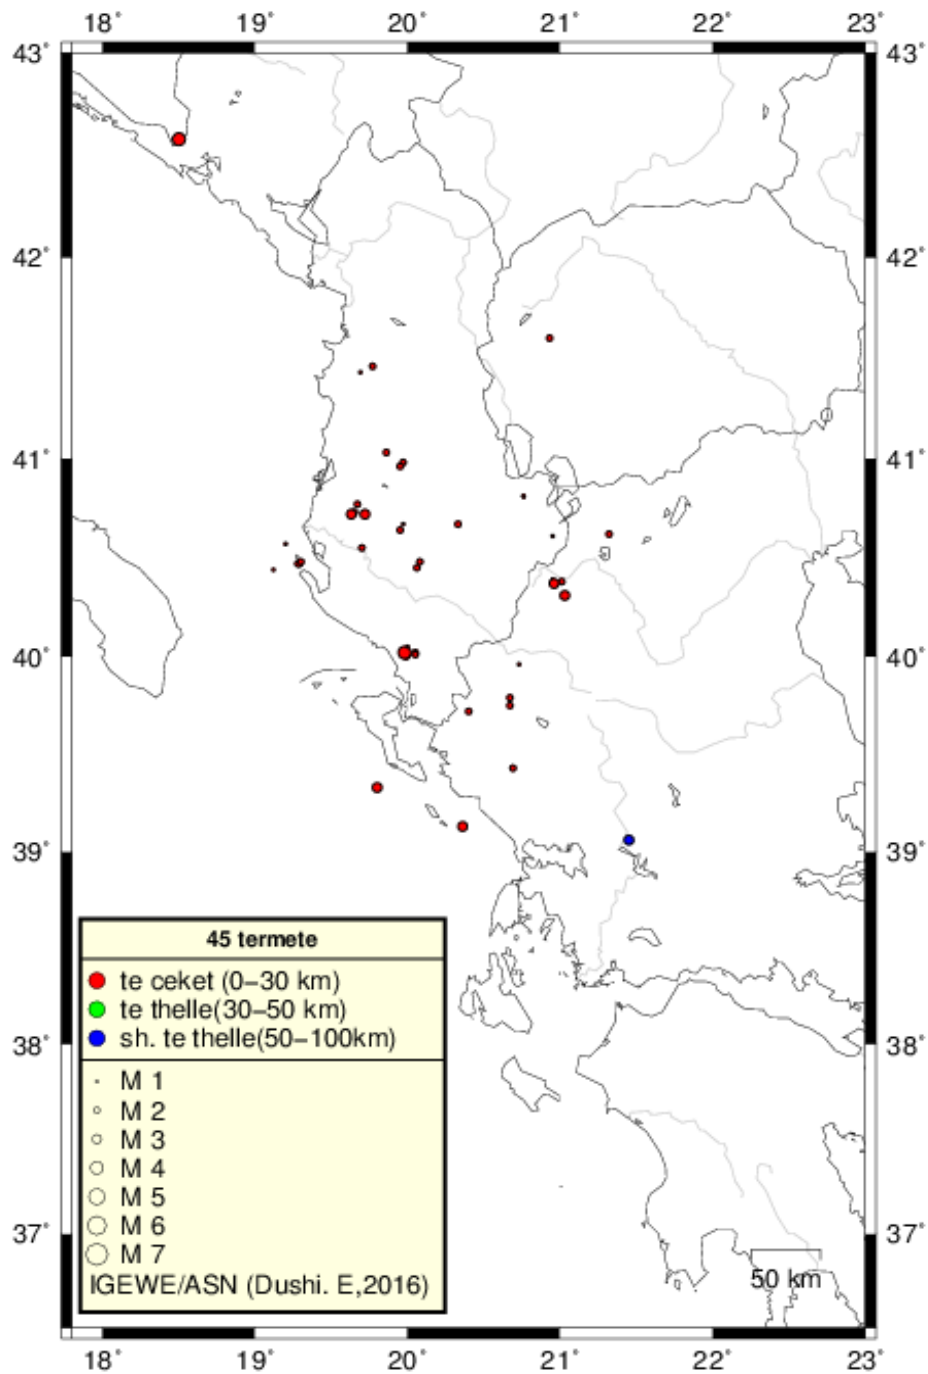 18° 19° 20° 21° 22° 23°
43° 43°
42° 42°
41° 41°
40° 40°
39° 39°
45 termete
te ceket (0-30 km)
te thelle(30-50 km)
sh. te thelle(50-100km)
38° 38°
M 1
M 2
M 3
M 4
M 5
M 6
M 7
37° 37°
50 km
IGEWE/ASN (Dushi. E,2016)
18° 19° 20° 21° 22° 23°